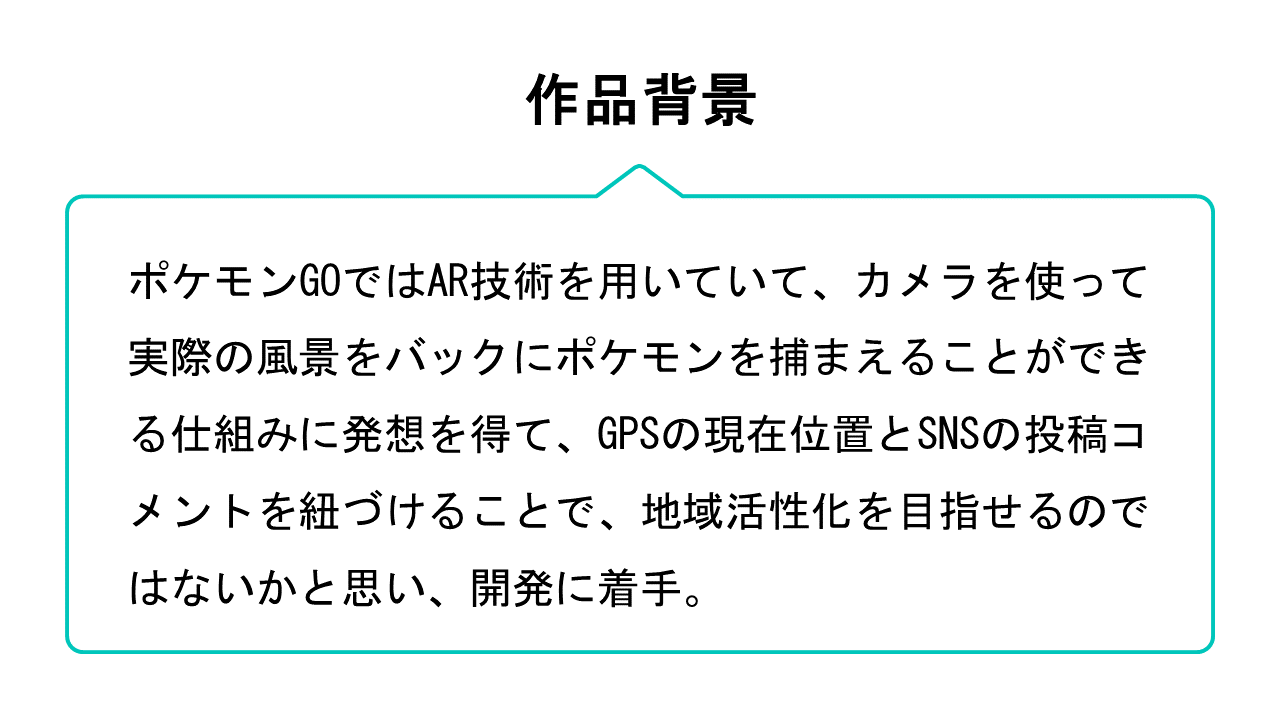 作品背景
ポケモンGOではAR技術を用いていて、カメラを使って
実際の風景をバックにポケモンを捕まえることができ
る仕組みに発想を得て、GPSの現在位置とSNSの投稿コ
メントを紐づけることで、地域活性化を目指せるので
はないかと思い、開発に着手。